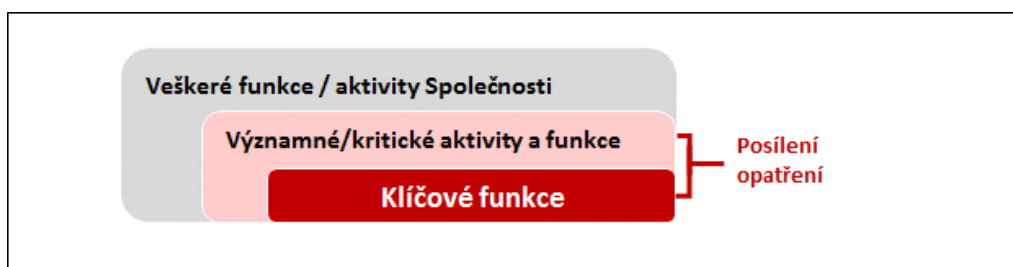 Veškeré funkce / aktivity Společnosti
Významné/kritické aktivity a funkce
Klíčové funkce
Posílení
opatření